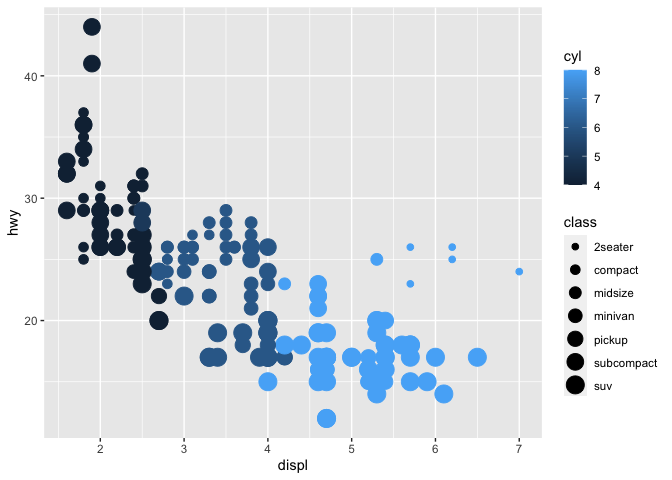 hwy
40
30
20
2 3 4 5 6 7
displ
cyl
8
7
6
5
4
class
2seater
compact
midsize
minivan
pickup
subcompact
suv